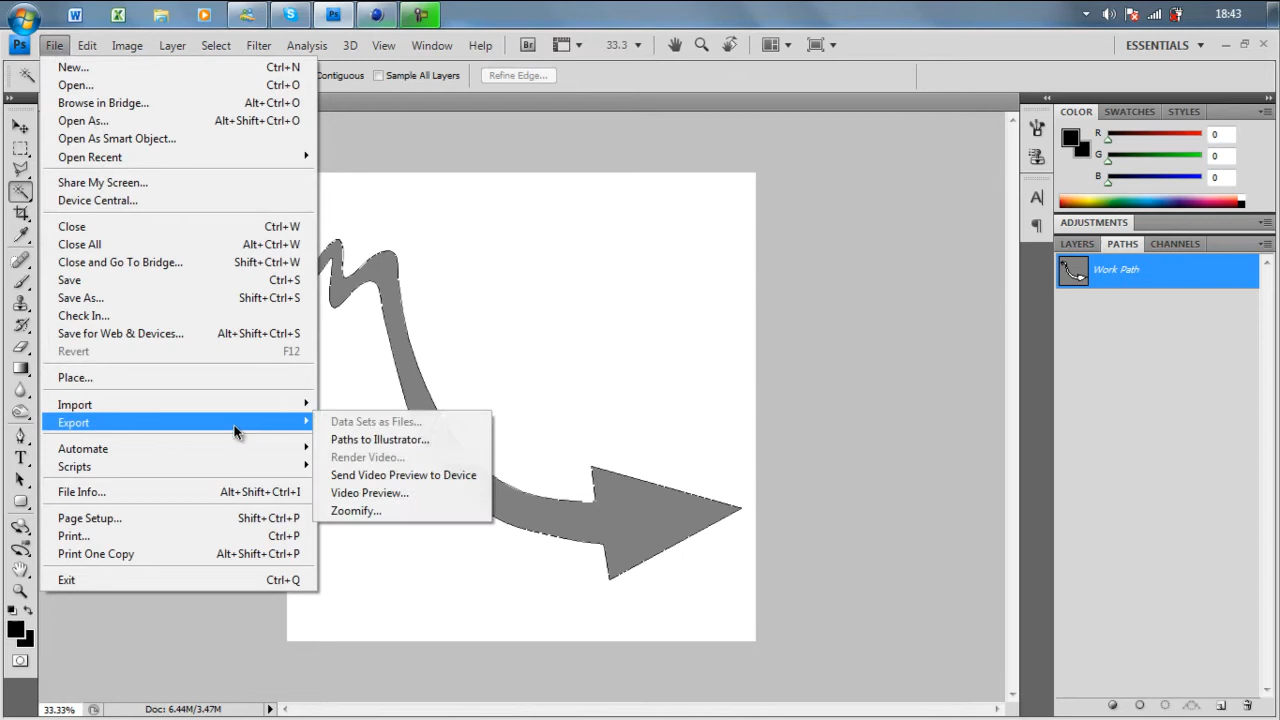 18:43
Ps File Edit Image Layer Select Filter Analysis 3D View Window Help Br 33.3 ESSENTIALS
Contiguous Sample All Layers Refine Edge...
New... Ctrl+N
Open... Ctrl+O
Browse in Bridge... Alt+Ctrl+O
Open As... Alt+Shift+Ctrl+O
Open As Smart Object...
Open Recent
Share My Screen...
Device Central...
Close Ctrl+W
Close All Alt+Ctrl+W
Close and Go To Bridge... Shift+Ctrl+W
Save Ctrl+S
Save As... Shift+Ctrl+S
Check In...
Save for Web & Devices... Alt+Shift+Ctrl+S
Revert F12
Place...
Import
Export
Automate
Scripts
File Info... Alt+Shift+Ctrl+I
Page Setup... Shift+Ctrl+P
Print... Ctrl+P
Print One Copy Alt+Shift+Ctrl+P
Exit Ctrl+Q
Data Sets as Files...
Paths to Illustrator...
Render Video...
Send Video Preview to Device
Video Preview...
Zoomify...
COLOR SWATCHES STYLES
R 0
G 0
B 0
ADJUSTMENTS
LAYERS PATHS CHANNELS
Work Path
33.33% Doc: 6.44M/3.47M